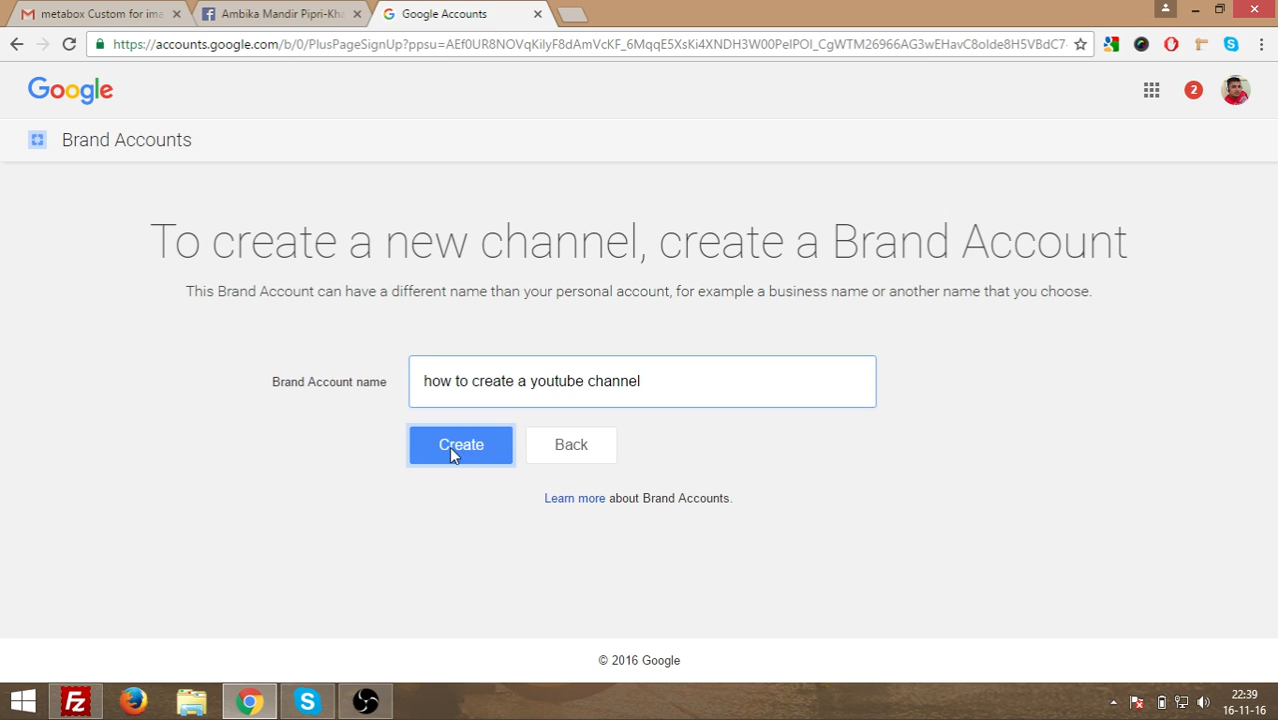 metabox Custom for ima
Ambika Mandir Pipri-Kha
Google Accounts
https://accounts.google.com/b/0/PlusPageSignUp?ppsu=
Google
2
Brand Accounts
To create a new channel, create a Brand Account
This Brand Account can have a different name than your personal account, for example a business name or another name that you choose.
Brand Account name
how to create a youtube channel
Create
Back
Learn more about Brand Accounts.
© 2016 Google
22:39
16-11-16